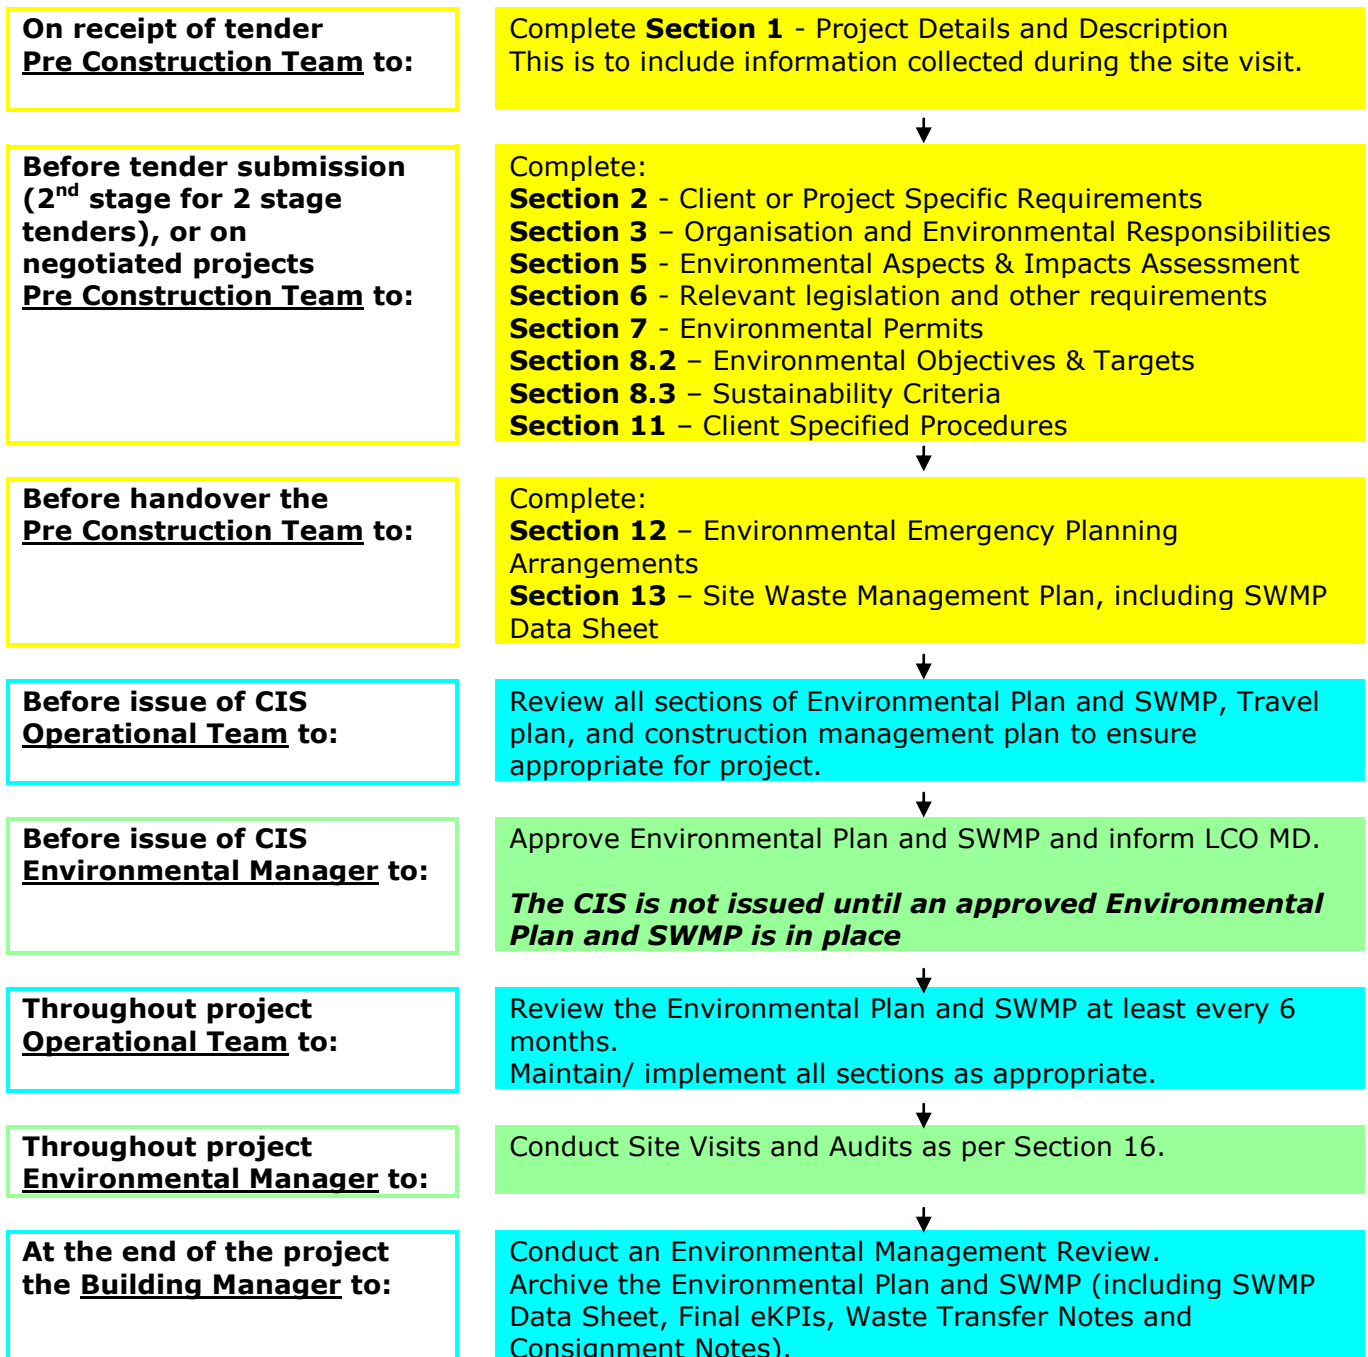 On receipt of tender
Pre Construction Team to:
Complete Section 1 - Project Details and Description
This is to include information collected during the site visit.
Before tender submission
(2nd stage for 2 stage
tenders), or on
negotiated projects
Pre Construction Team to:
Complete:
Section 2 - Client or Project Specific Requirements
Section 3 – Organisation and Environmental Responsibilities
Section 5 - Environmental Aspects & Impacts Assessment
Section 6 - Relevant legislation and other requirements
Section 7 - Environmental Permits
Section 8.2 – Environmental Objectives & Targets
Section 8.3 – Sustainability Criteria
Section 11 – Client Specified Procedures
Before handover the
Pre Construction Team to:
Complete:
Section 12 – Environmental Emergency Planning
Arrangements
Section 13 – Site Waste Management Plan, including SWMP
Data Sheet
Before issue of CIS
Operational Team to:
Review all sections of Environmental Plan and SWMP, Travel
plan, and construction management plan to ensure
appropriate for project.
Before issue of CIS
Environmental Manager to:
Approve Environmental Plan and SWMP and inform LCO MD.
The CIS is not issued until an approved Environmental
Plan and SWMP is in place
Throughout project
Operational Team to:
Review the Environmental Plan and SWMP at least every 6
months.
Maintain/ implement all sections as appropriate.
Throughout project
Environmental Manager to:
Conduct Site Visits and Audits as per Section 16.
At the end of the project
the Building Manager to:
Conduct an Environmental Management Review.
Archive the Environmental Plan and SWMP (including SWMP
Data Sheet, Final eKPIs, Waste Transfer Notes and
Consignment Notes).